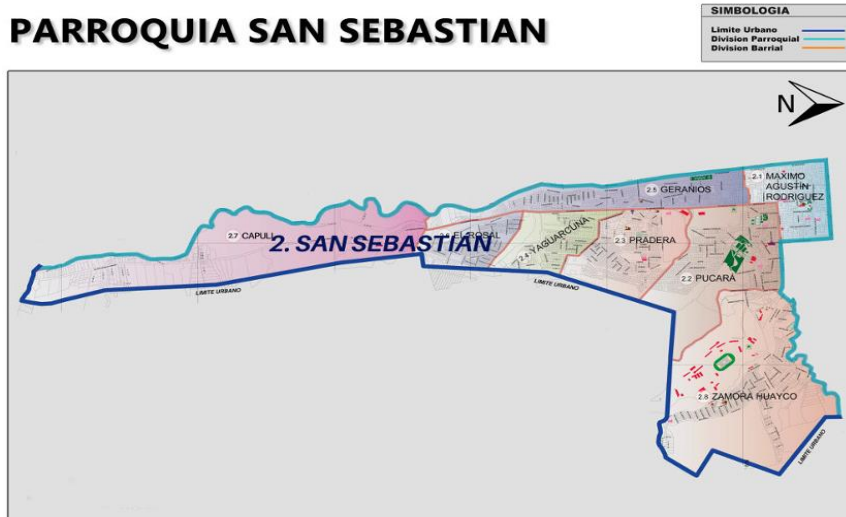 PARROQUIA SAN SEBASTIAN
SIMBOLOGIA
Limite Urbano
Division Parroquial
Division Barrial
N
2.1 MAXIMO
AGUSTIN
RODRIGUEZ
2.5 GERANIOS
2.7 CAPULI
2.6 EL ROSAL
2. SAN SEBASTIAN
2.4 YAGUARCUNA
2.3 PRADERA
2.2 PUCARA
LIMITE URBANO
LIMITE URBANO
2.8 ZAMORA HUAYCO
LIMITE URBANO